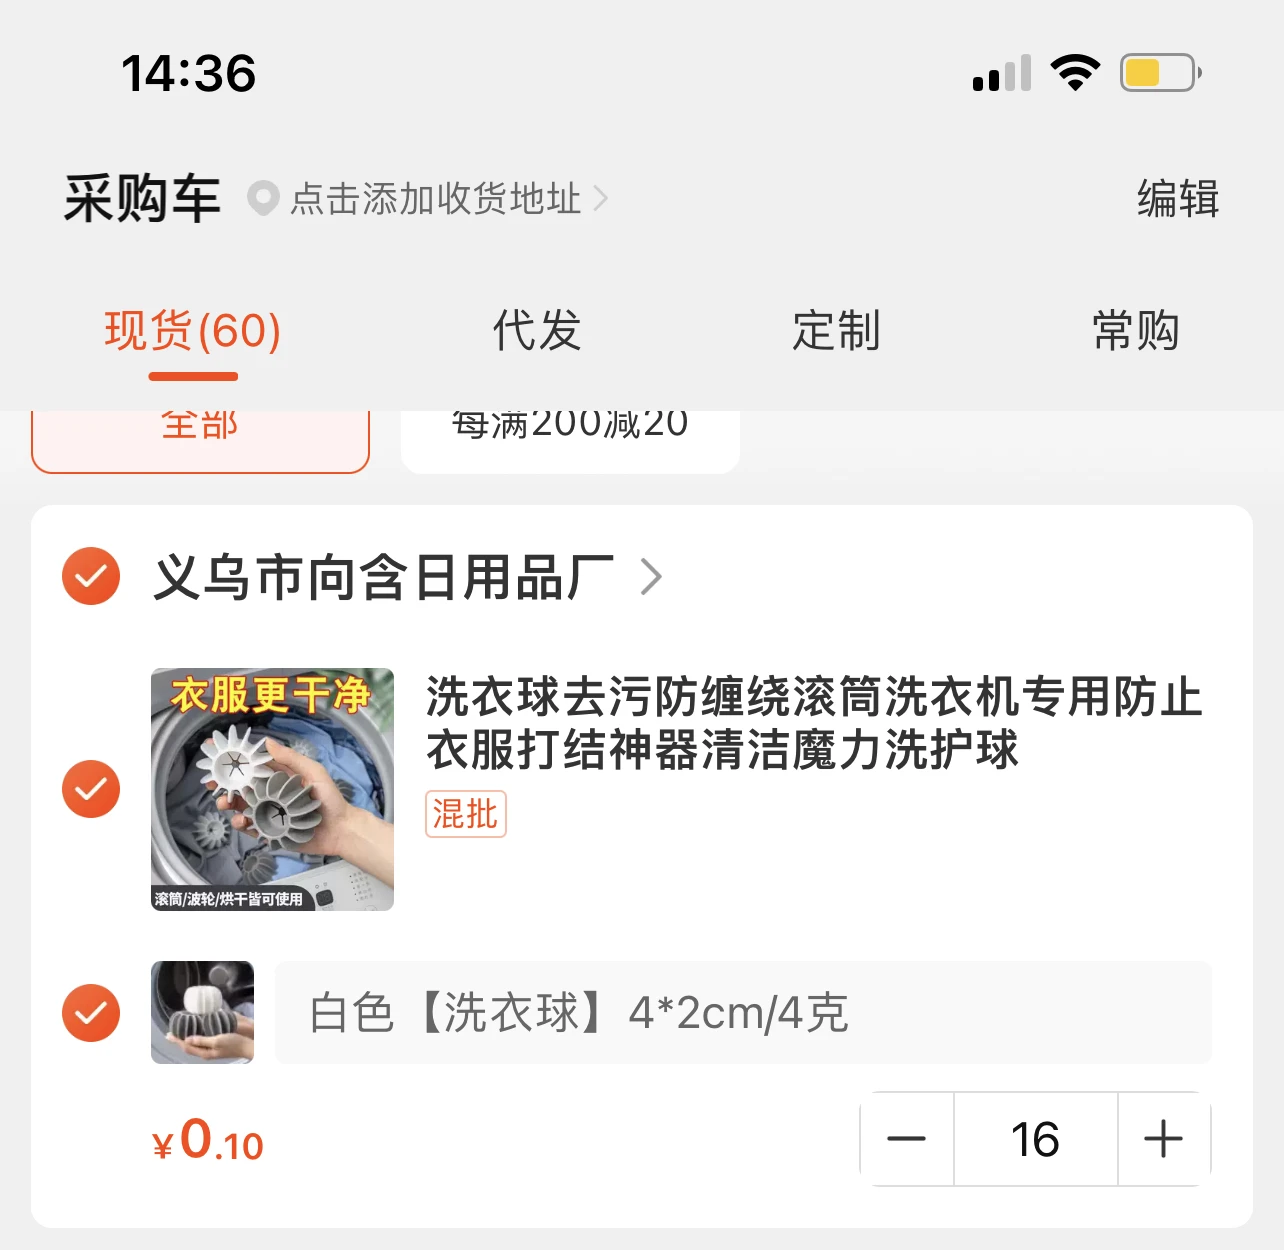 14:36
采购车 点击添加收货地址 编辑
现货(60) 代发 定制 常购
全部 每满200减20
义乌市向含日用品厂
衣服更干净
滚筒/波轮/烘干皆可使用
洗衣球去污防缠绕滚筒洗衣机专用防止
衣服打结神器清洁魔力洗护球
混批
白色【洗衣球】4*2cm/4克
¥0.10 16